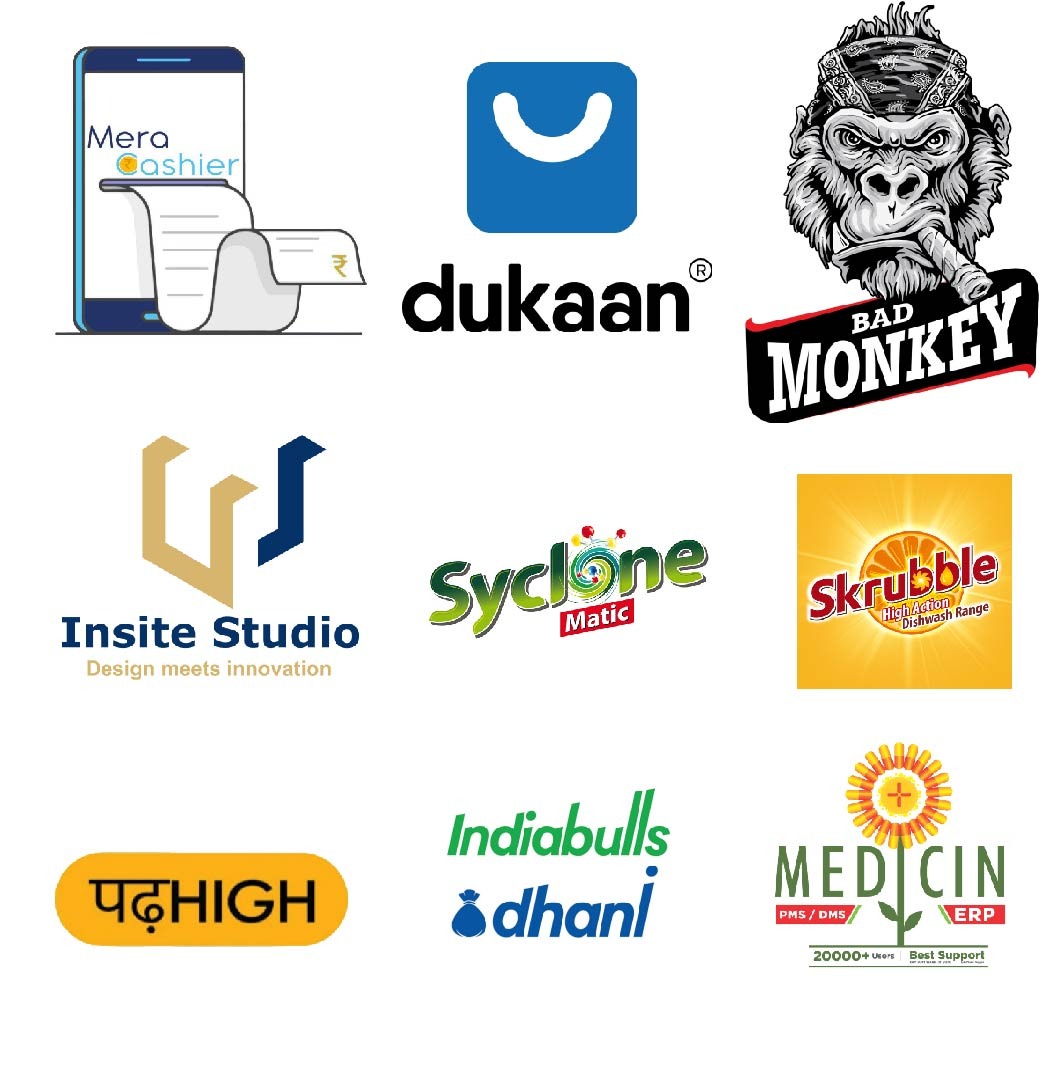 Mera
Cashier
₹
dukaan®
BAD
MONKEY
Insite Studio
Design meets innovation
Syclone
Matic
Skrubble
High Action
Dishwash Range
पढ़HIGH
Indiabulls
dhani
MEDICIN
PMS / DMS ERP
20000+ Users Best Support